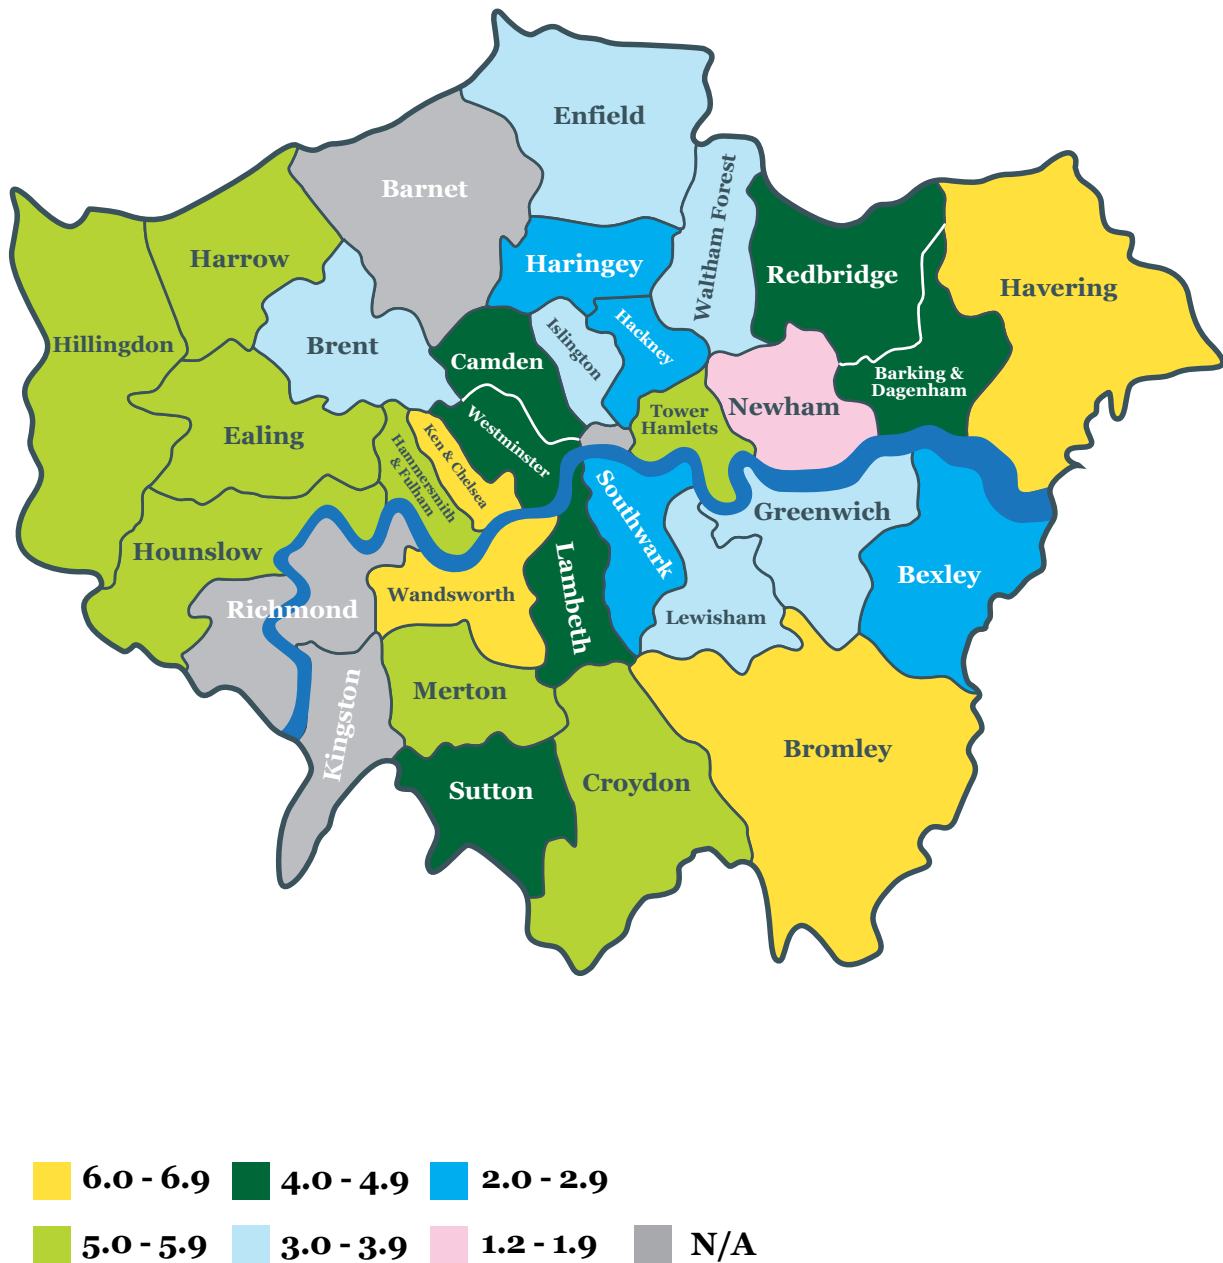 Enfield
Barnet
Waltham Forest
Harrow
Haringey
Redbridge
Havering
Hillingdon
Brent
Islington
Hackney
Camden
Barking &
Dagenham
Ealing
Westminster
Tower
Hamlets
Newham
Ken & Chelsea
Hammersmith
& Fulham
Southwark
Greenwich
Hounslow
Lambeth
Bexley
Richmond
Wandsworth
Lewisham
Merton
Kingston
Bromley
Sutton
Croydon
6.0 - 6.9
4.0 - 4.9
2.0 - 2.9
5.0 - 5.9
3.0 - 3.9
1.2 - 1.9
N/A